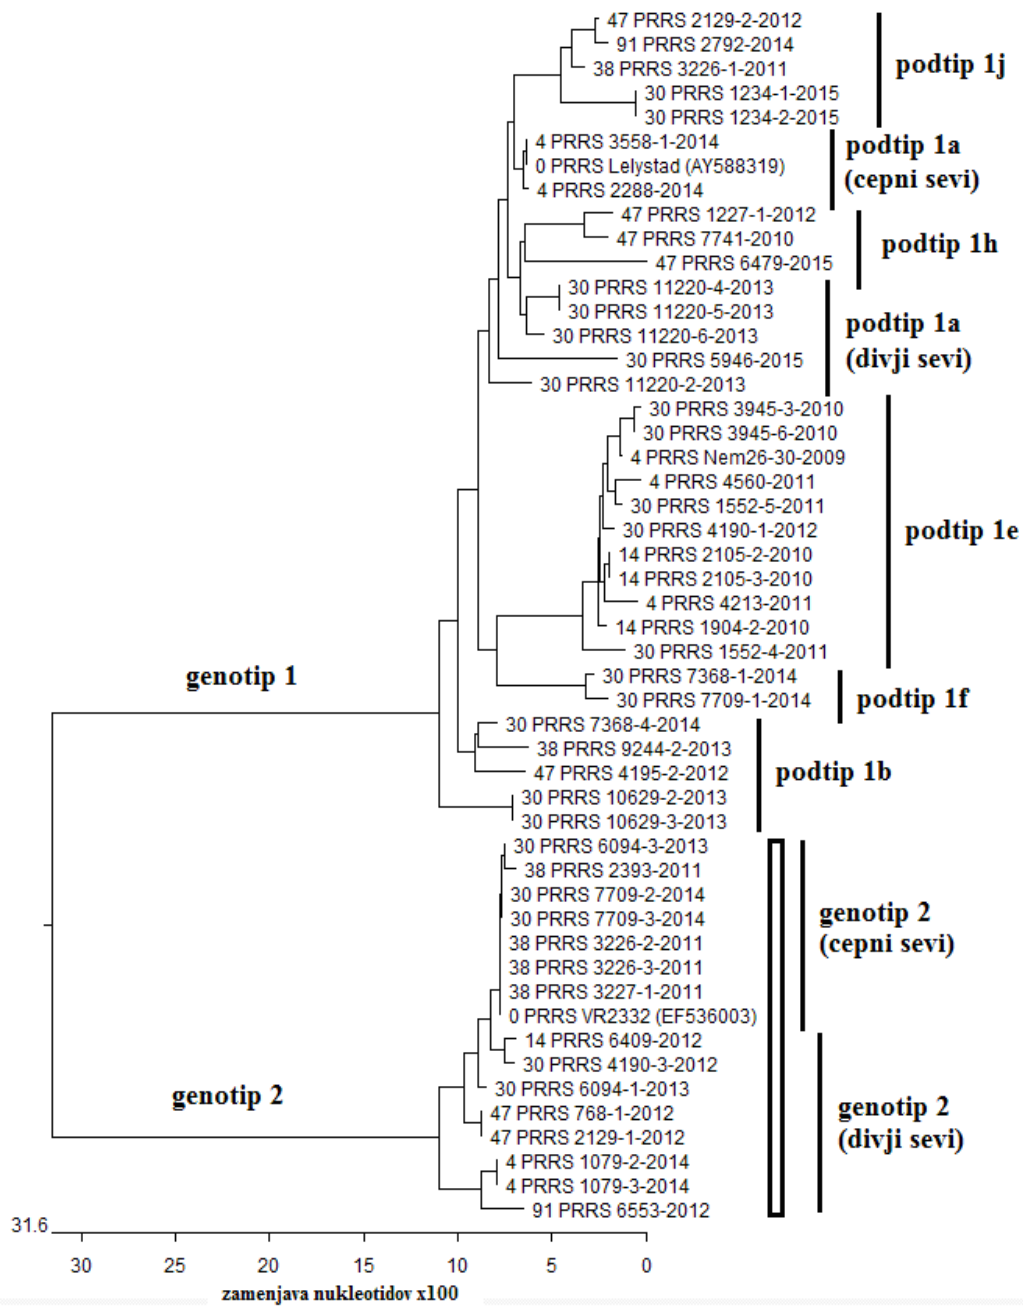 47 PRRS 2129-2-2012
91 PRRS 2792-2014
38 PRRS 3226-1-2011
30 PRRS 1234-1-2015
30 PRRS 1234-2-2015
podtip 1j
4 PRRS 3558-1-2014
0 PRRS Lelystad (AY588319)
4 PRRS 2288-2014
podtip 1a
(cepni sevi)
47 PRRS 1227-1-2012
47 PRRS 7741-2010
47 PRRS 6479-2015
podtip 1h
30 PRRS 11220-4-2013
30 PRRS 11220-5-2013
30 PRRS 11220-6-2013
30 PRRS 5946-2015
30 PRRS 11220-2-2013
podtip 1a
(divji sevi)
30 PRRS 3945-3-2010
30 PRRS 3945-6-2010
4 PRRS Nem26-30-2009
4 PRRS 4560-2011
30 PRRS 1552-5-2011
30 PRRS 4190-1-2012
14 PRRS 2105-2-2010
14 PRRS 2105-3-2010
4 PRRS 4213-2011
14 PRRS 1904-2-2010
30 PRRS 1552-4-2011
podtip 1e
genotip 1
30 PRRS 7368-1-2014
30 PRRS 7709-1-2014
podtip 1f
30 PRRS 7368-4-2014
38 PRRS 9244-2-2013
47 PRRS 4195-2-2012
30 PRRS 10629-2-2013
30 PRRS 10629-3-2013
podtip 1b
30 PRRS 6094-3-2013
38 PRRS 2393-2011
30 PRRS 7709-2-2014
30 PRRS 7709-3-2014
38 PRRS 3226-2-2011
38 PRRS 3226-3-2011
38 PRRS 3227-1-2011
0 PRRS VR2332 (EF536003)
genotip 2
(cepni sevi)
14 PRRS 6409-2012
30 PRRS 4190-3-2012
30 PRRS 6094-1-2013
47 PRRS 768-1-2012
47 PRRS 2129-1-2012
4 PRRS 1079-2-2014
4 PRRS 1079-3-2014
91 PRRS 6553-2012
genotip 2
(divji sevi)
genotip 2
31.6
30 25 20 15 10 5 0
zamenjava nukleotidov x100